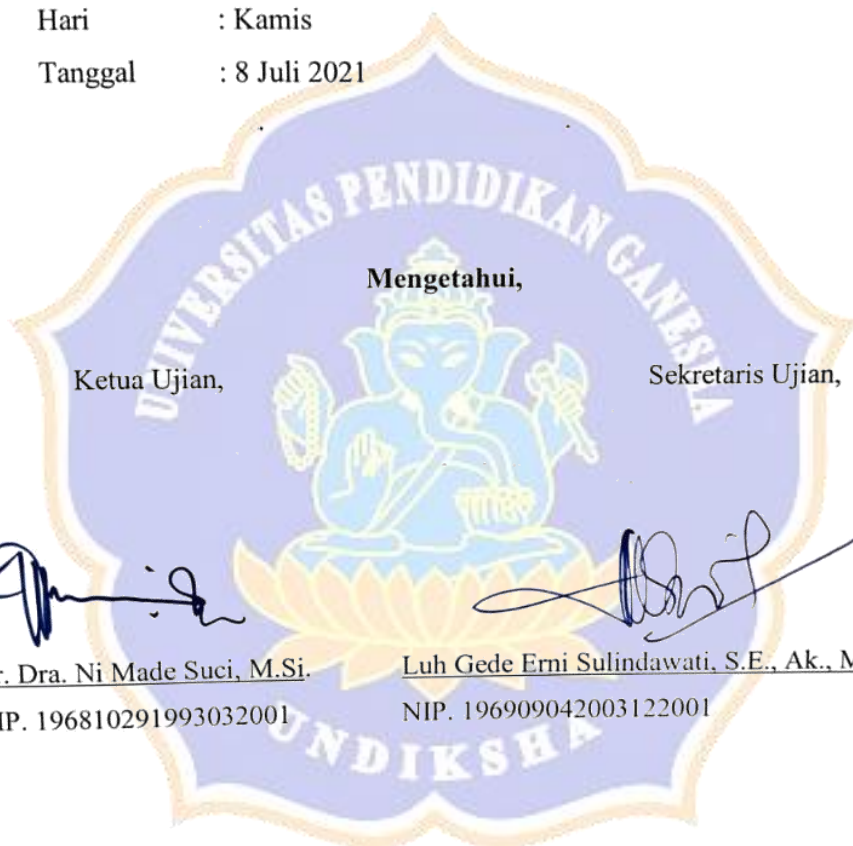 Hari : Kamis
Tanggal : 8 Juli 2021
UNIVERSITAS PENDIDIKAN GANESHA
Mengetahui,
Ketua Ujian, Sekretaris Ujian,
r. Dra. Ni Made Suci, M.Si. Luh Gede Erni Sulindawati, S.E., Ak., M
IP. 196810291993032001 NIP. 196909042003122001
UNDIKSHA